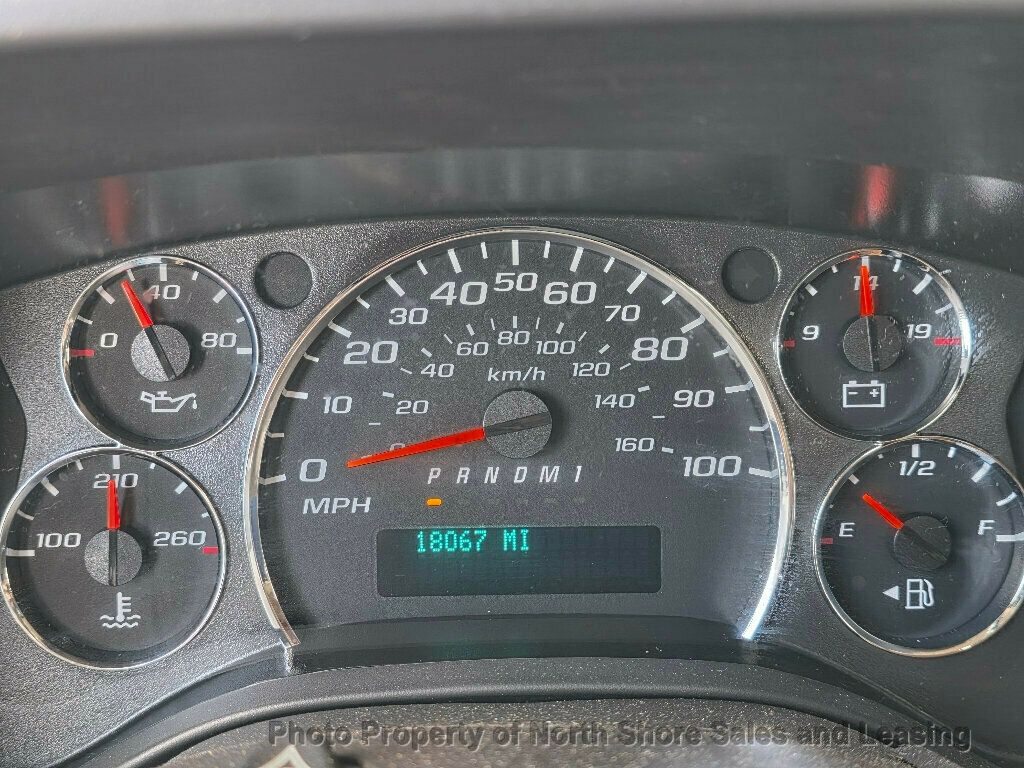 0 40 80
100 210 260
0 10 20 30 40 50 60 70 80 90 100
MPH
0 20 40 60 80 100 120 140 160
km/h
P R N D M 1
18067 MI
9 14 19
E 1/2 F
Photo Property of North Shore Sales and Leasing